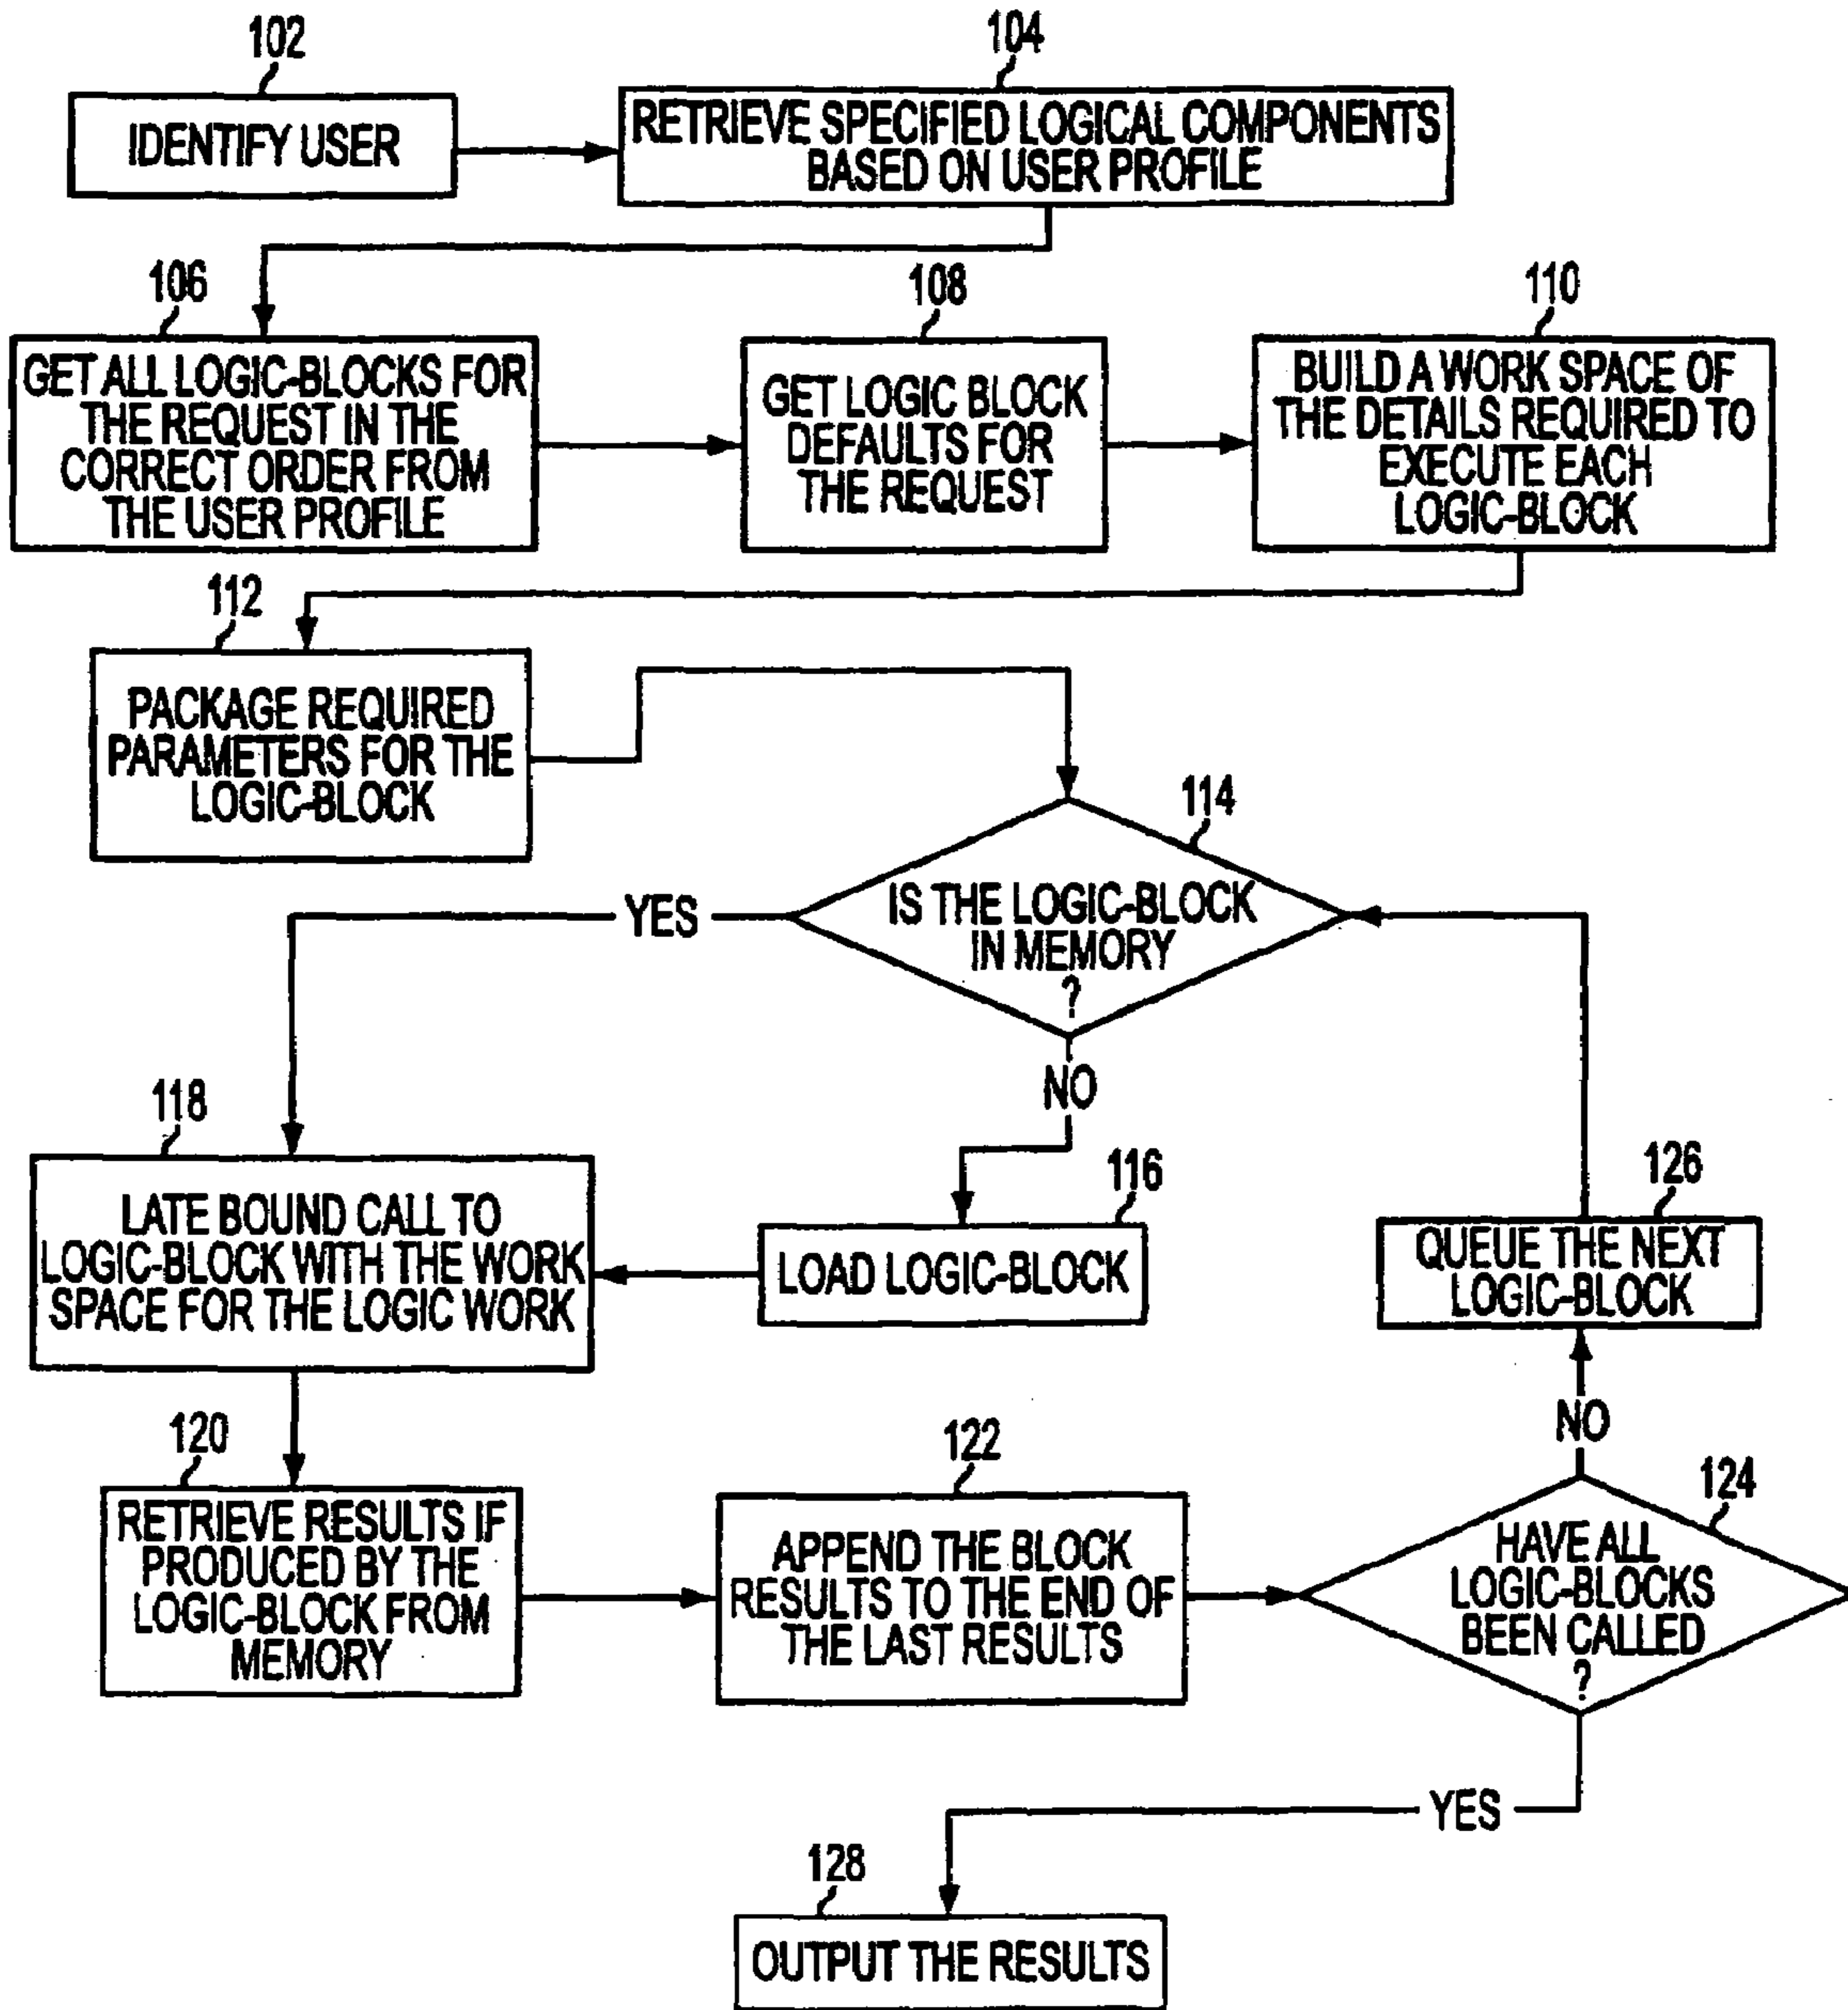 102
IDENTIFY USER
104
RETRIEVE SPECIFIED LOGICAL COMPONENTS
BASED ON USER PROFILE
106
GET ALL LOGIC-BLOCKS FOR
THE REQUEST IN THE
CORRECT ORDER FROM
THE USER PROFILE
108
GET LOGIC BLOCK
DEFAULTS FOR
THE REQUEST
110
BUILD A WORK SPACE OF
THE DETAILS REQUIRED TO
EXECUTE EACH
LOGIC-BLOCK
112
PACKAGE REQUIRED
PARAMETERS FOR THE
LOGIC-BLOCK
114
IS THE LOGIC-BLOCK
IN MEMORY
?
YES
NO
116
LOAD LOGIC-BLOCK
118
LATE BOUND CALL TO
LOGIC-BLOCK WITH THE WORK
SPACE FOR THE LOGIC WORK
120
RETRIEVE RESULTS IF
PRODUCED BY THE
LOGIC-BLOCK FROM
MEMORY
122
APPEND THE BLOCK
RESULTS TO THE END OF
THE LAST RESULTS
124
HAVE ALL
LOGIC-BLOCKS
BEEN CALLED
?
NO
126
QUEUE THE NEXT
LOGIC-BLOCK
YES
128
OUTPUT THE RESULTS